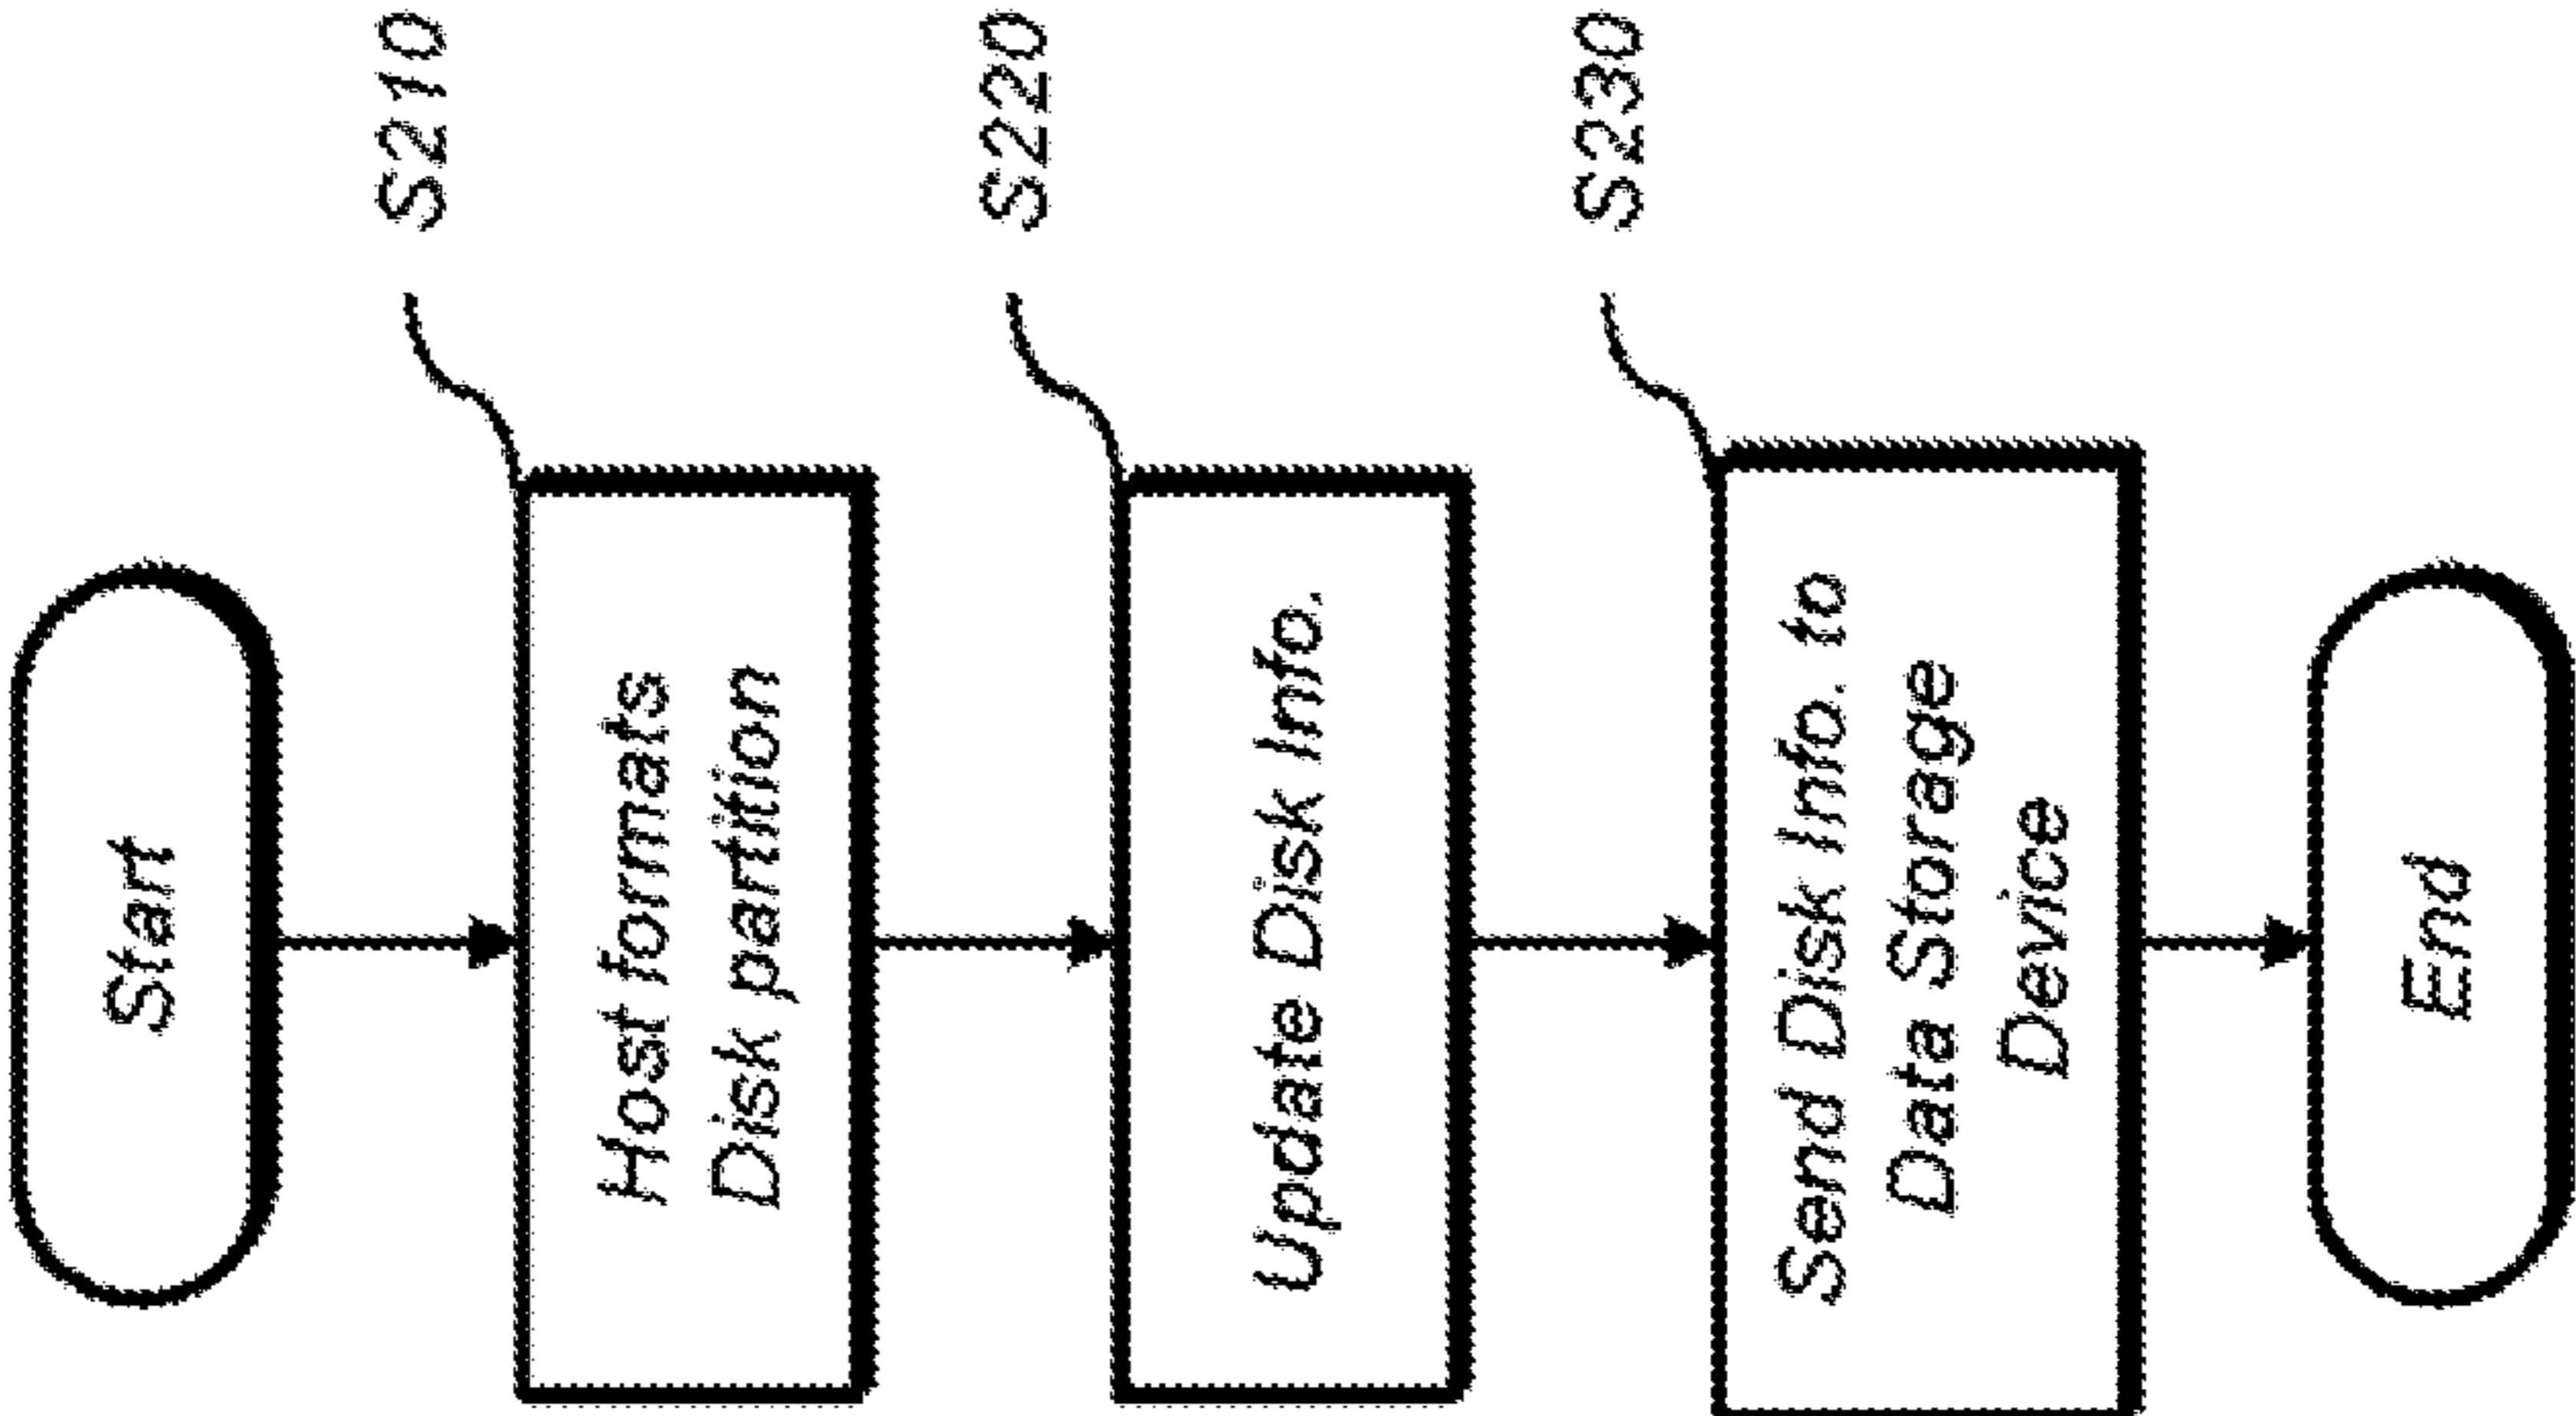 Start
S210
Host formats
Disk partition
S220
Update Disk Info.
S230
Send Disk Info. to
Data Storage
Device
End